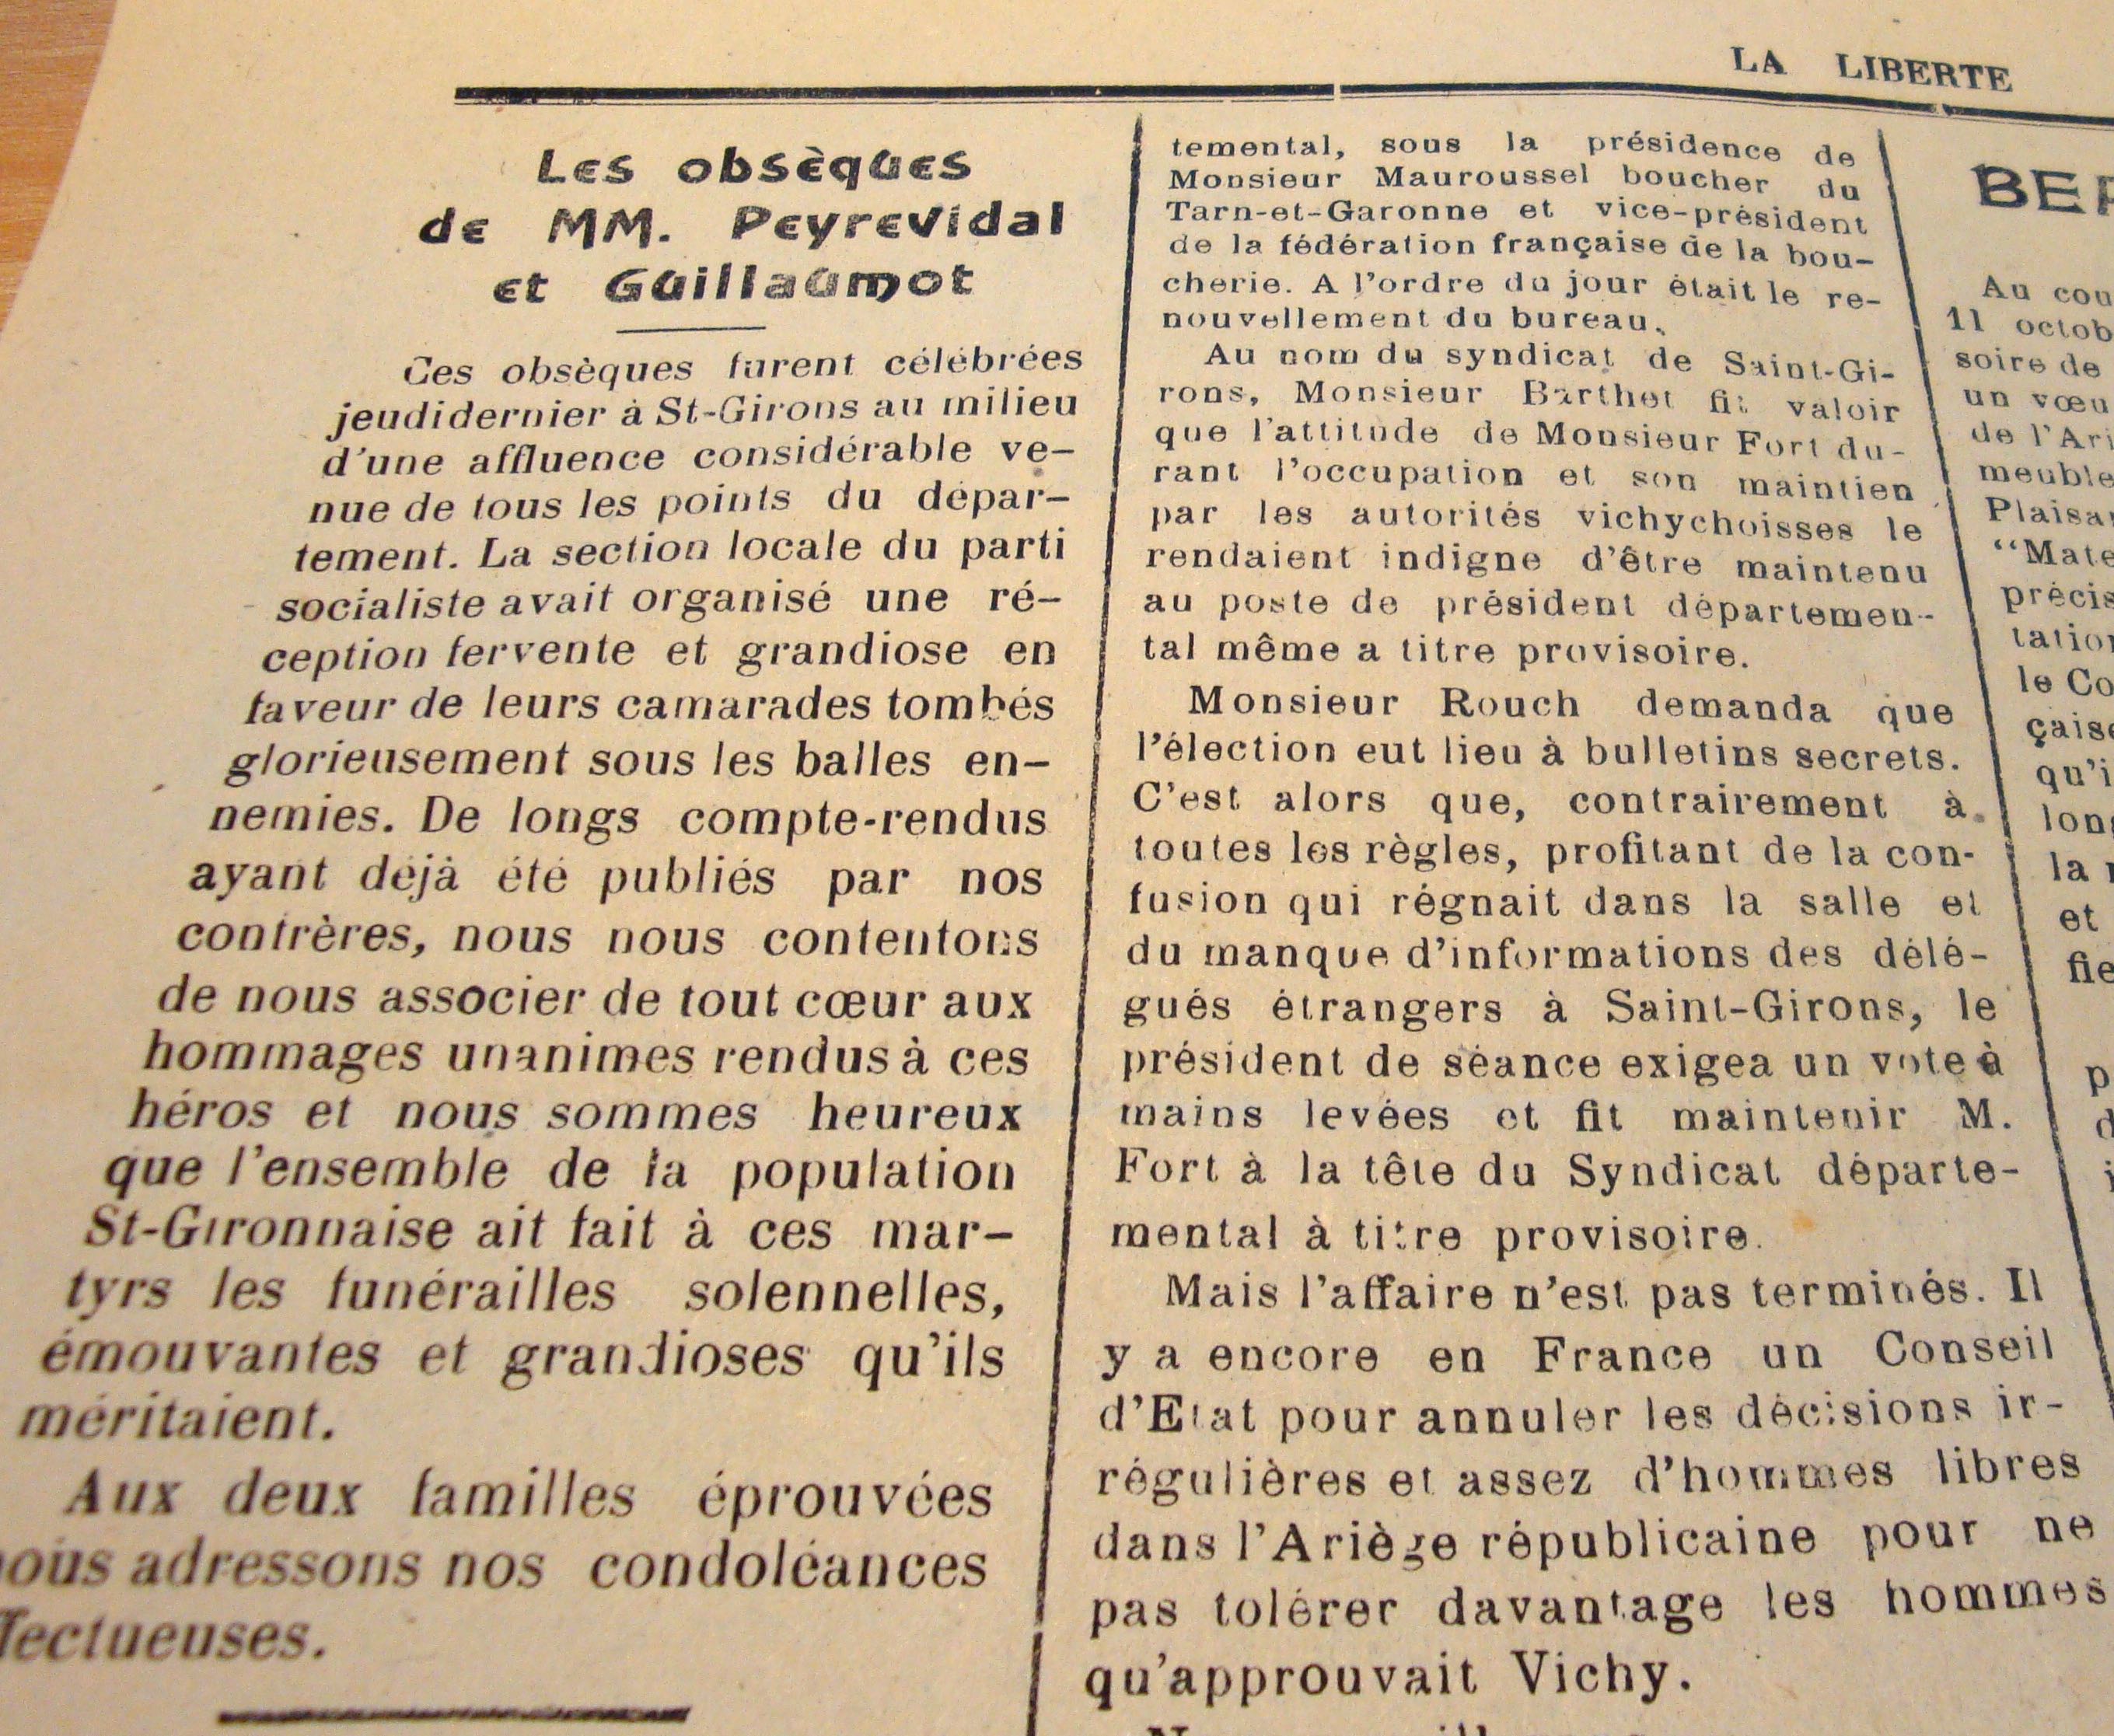 LA LIBERTE
Les obsèques
de MM. Peyrevidal
et Guillaumot
Ces obsèques furent célébrées
jeudi dernier à St-Girons au milieu
d'une affluence considérable ve-
nue de tous les points du dépar-
tement. La section locale du parti
socialiste avait organisé une ré-
ception fervente et grandiose en
faveur de leurs camarades tombés
glorieusement sous les balles en-
nemies. De longs compte-rendus
ayant déjà été publiés par nos
confrères, nous nous contentons
de nous associer de tout cœur aux
hommages unanimes rendus à ces
héros et nous sommes heureux
que l'ensemble de la population
St-Gironnaise ait fait à ces mar-
tyrs les funérailles solennelles,
émouvantes et grandioses qu'ils
méritaient.
Aux deux familles éprouvées
nous adressons nos condoléances
ffectueuses.
temental, sous la présidence de
Monsieur Mauroussel boucher du
Tarn-et-Garonne et vice-président
de la fédération française de la bou-
cherie. A l'ordre du jour était le re-
nouvellement du bureau.
Au nom du syndicat de Saint-Gi-
rons, Monsieur Barthet fit valoir
que l'attitude de Monsieur Fort du-
rant l'occupation et son maintien
par les autorités vichychoisses le
rendaient indigne d'être maintenu
au poste de président départemen-
tal même a titre provisoire.
Monsieur Rouch demanda que
l'élection eut lieu à bulletins secrets.
C'est alors que, contrairement à
toutes les règles, profitant de la con-
fusion qui régnait dans la salle et
du manque d'informations des délé-
gués étrangers à Saint-Girons, le
président de séance exigea un vote à
mains levées et fit maintenir M.
Fort à la tête du Syndicat départe-
mental à titre provisoire.
Mais l'affaire n'est pas terminés. Il
y a encore en France un Conseil
d'Etat pour annuler les décisions ir-
régulières et assez d'hommes libres
dans l'Ariège républicaine pour ne
pas tolérer davantage les hommes
qu'approuvait Vichy.
BER
Au cou
11 octob
soire de
un vœu
de l'Ari
meuble
Plaisa
"Mate
précis
tation
le Co
çaise
qu'i
long
la
et
fie
p
d